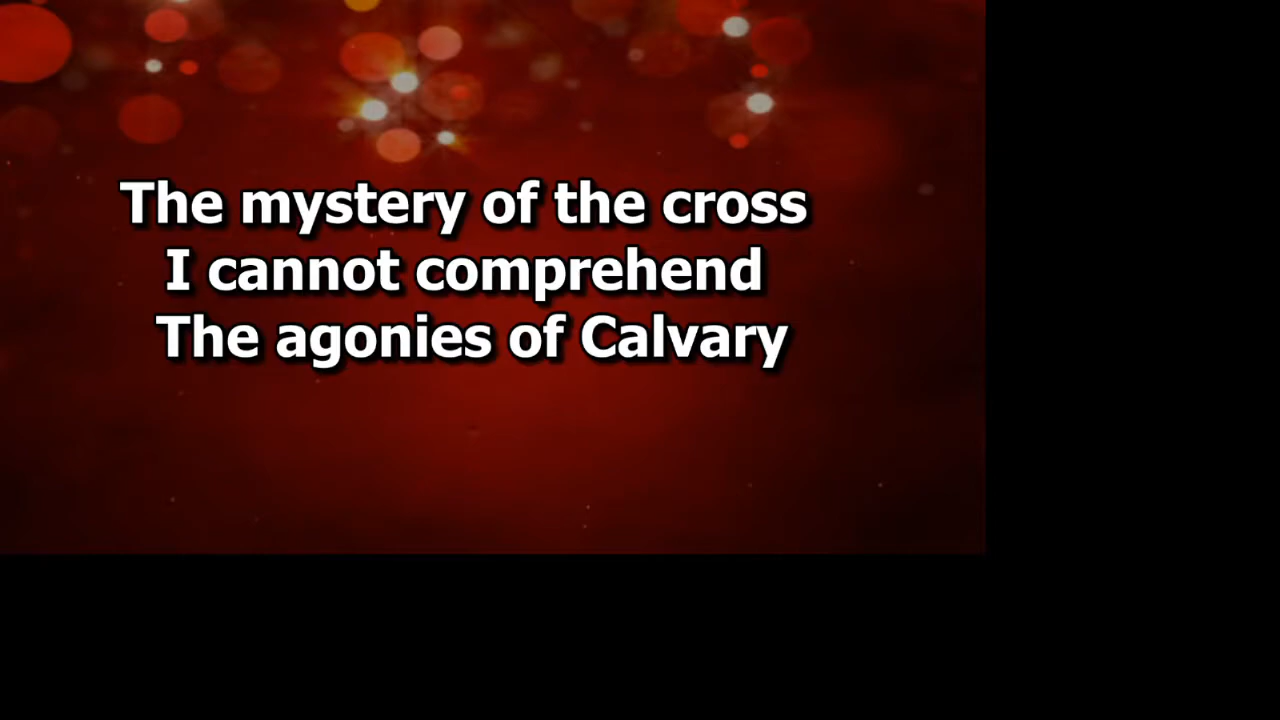 The mystery of the cross
I cannot comprehend
The agonies of Calvary